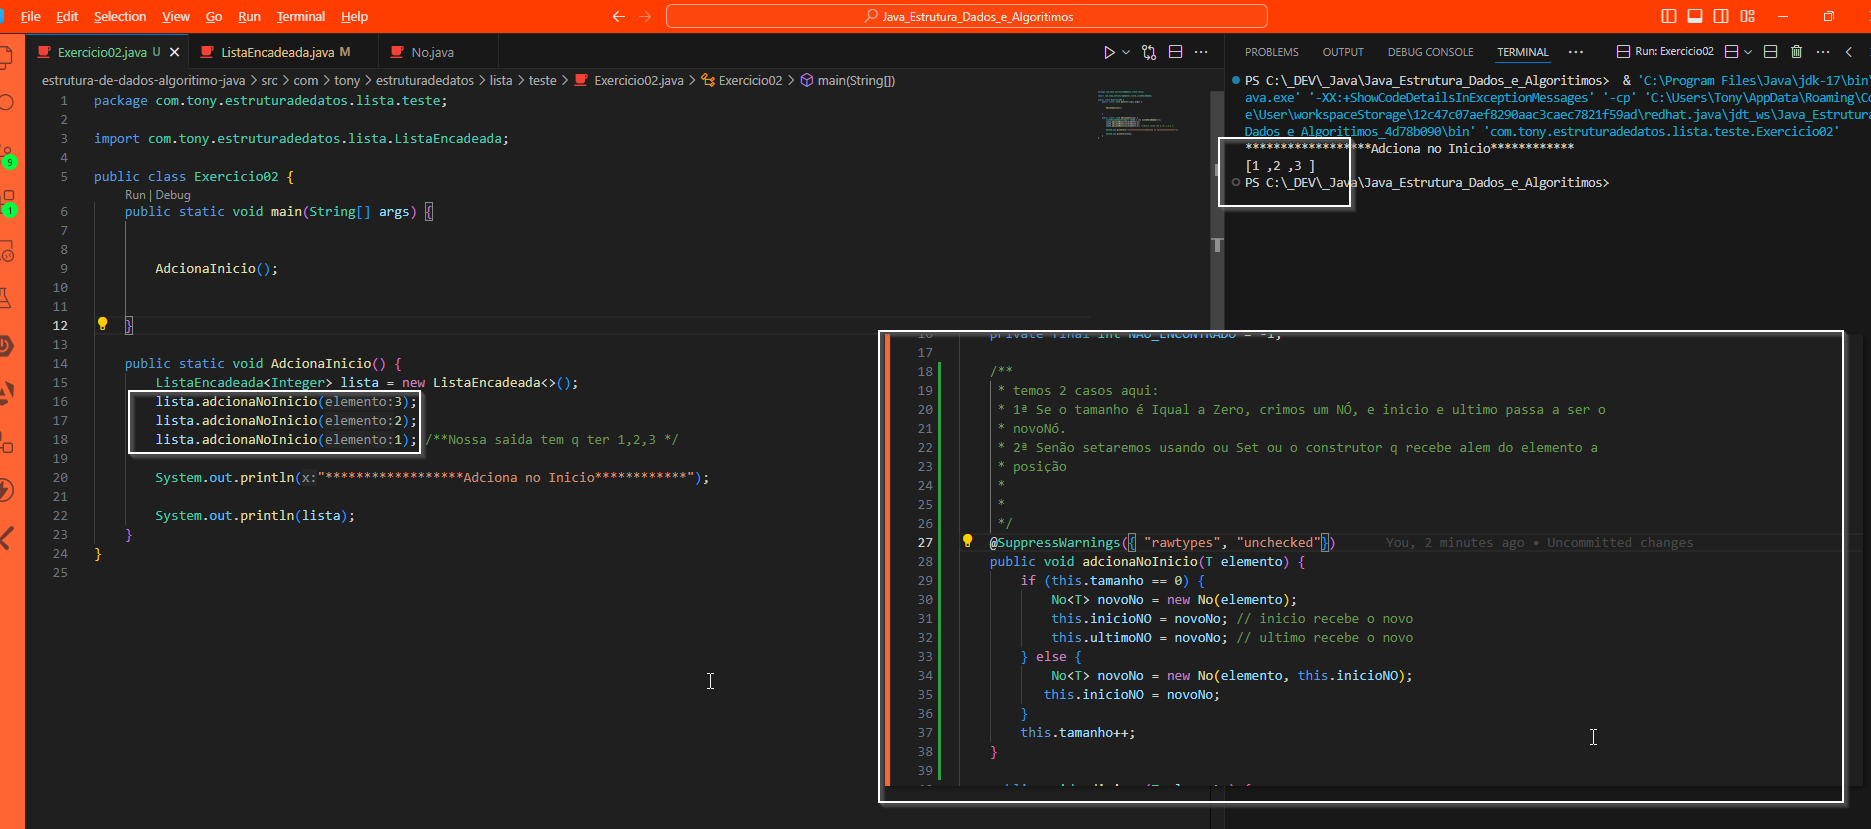 File Edit Selection View Go Run Terminal Help
Java_Estrutura_Dados_e_Algoritimos
Exercicio02.java U
ListaEncadeada.java M
No.java
estrutura-de-dados-algoritimo-java > src > com > tony > estruturadedatos > lista > teste > Exercicio02.java > Exercicio02 > main(String[])
1 package com.tony.estruturadedatos.lista.teste;
2
3 import com.tony.estruturadedatos.lista.ListaEncadeada;
4
5 public class Exercicio02 {
Run | Debug
6 public static void main(String[] args) {
7
8
9 AdcionaInicio();
10
11
12 }
13
14 public static void AdcionaInicio() {
15 ListaEncadeada<Integer> lista = new ListaEncadeada<>();
16 lista.adcionaNoInicio(elemento:3);
17 lista.adcionaNoInicio(elemento:2);
18 lista.adcionaNoInicio(elemento:1); /**Nossa saida tem q ter 1,2,3 */
19
20 System.out.println(x:"******************Adciona no Inicio************");
21
22 System.out.println(lista);
23 }
24 }
25
PROBLEMS OUTPUT DEBUG CONSOLE TERMINAL
Run: Exercicio02
PS C:\_DEV\_Java\Java_Estrutura_Dados_e_Algoritimos> & 'C:\Program Files\Java\jdk-17\bin\
ava.exe' '-XX:+ShowCodeDetailsInExceptionMessages' '-cp' 'C:\Users\Tony\AppData\Roaming\Co
e\User\workspaceStorage\12c47c07aef8290aac3caec7821f59ad\redhat.java\jdt_ws\Java_Estrutura
Dados_e_Algoritimos_4d78b090\bin' 'com.tony.estruturadedatos.lista.teste.Exercicio02'
******************Adciona no Inicio************
[1 ,2 ,3 ]
PS C:\_DEV\_Java\Java_Estrutura_Dados_e_Algoritimos>
16 private final int NAO_ENCONTRADO = -1;
17
18 /**
19 * temos 2 casos aqui:
20 * 1ª Se o tamanho é Iqual a Zero, crimos um NÓ, e inicio e ultimo passa a ser o
21 * novoNó.
22 * 2ª Senão setaremos usando ou Set ou o construtor q recebe alem do elemento a
23 * posição
24 *
25 *
26 */
27 @SuppressWarnings({ "rawtypes", "unchecked"}) You, 2 minutes ago • Uncommitted changes
28 public void adcionaNoInicio(T elemento) {
29 if (this.tamanho == 0) {
30 No<T> novoNo = new No(elemento);
31 this.inicioNO = novoNo; // inicio recebe o novo
32 this.ultimoNO = novoNo; // ultimo recebe o novo
33 } else {
34 No<T> novoNo = new No(elemento, this.inicioNO);
35 this.inicioNO = novoNo;
36 }
37 this.tamanho++;
38 }
39
9
1